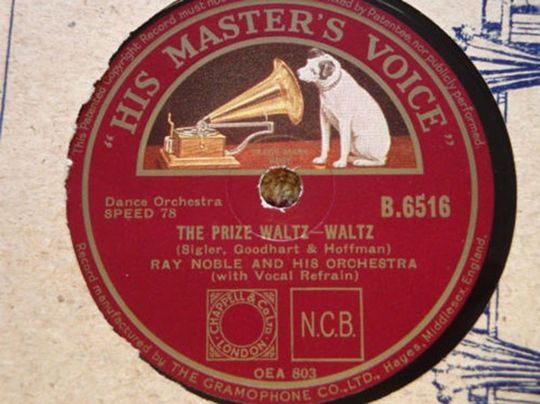 This Patented Copyright Record must not
by Patentee, nor publicly performed
"HIS MASTER'S VOICE"
TRADE MARK
Dance Orchestra
SPEED 78
B.6516
THE PRIZE WALTZ—WALTZ
(Sigler, Goodhart & Hoffman)
RAY NOBLE AND HIS ORCHESTRA
(with Vocal Refrain)
CHAPPELL & Co LTD
LONDON
N.C.B.
OEA 803
Record manufactured by THE GRAMOPHONE CO., LTD., Hayes, Middlesex, England.